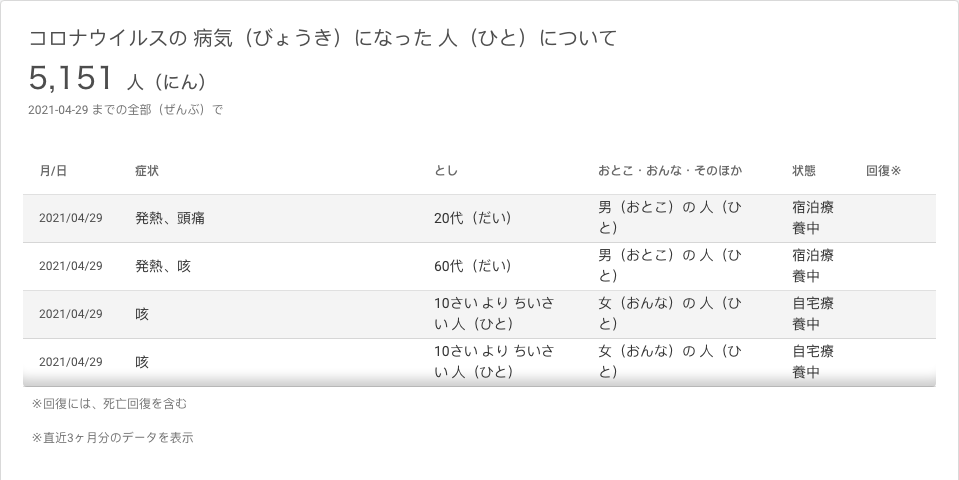 コロナウイルスの 病気（びょうき）になった 人（ひと）について
5,151 人（にん）
2021-04-29 までの全部（ぜんぶ）で
月/日 症状 とし おとこ・おんな・そのほか 状態 回復※
2021/04/29 発熱、頭痛 20代（だい） 男（おとこ）の 人（ひ 宿泊療
と） 養中
2021/04/29 発熱、咳 60代（だい） 男（おとこ）の 人（ひ 宿泊療
と） 養中
2021/04/29 咳 10さい より ちいさ 女（おんな）の 人（ひ 自宅療
い 人（ひと） と） 養中
2021/04/29 咳 10さい より ちいさ 女（おんな）の 人（ひ 自宅療
い 人（ひと） と） 養中
※回復には、死亡回復を含む
※直近3ヶ月分のデータを表示